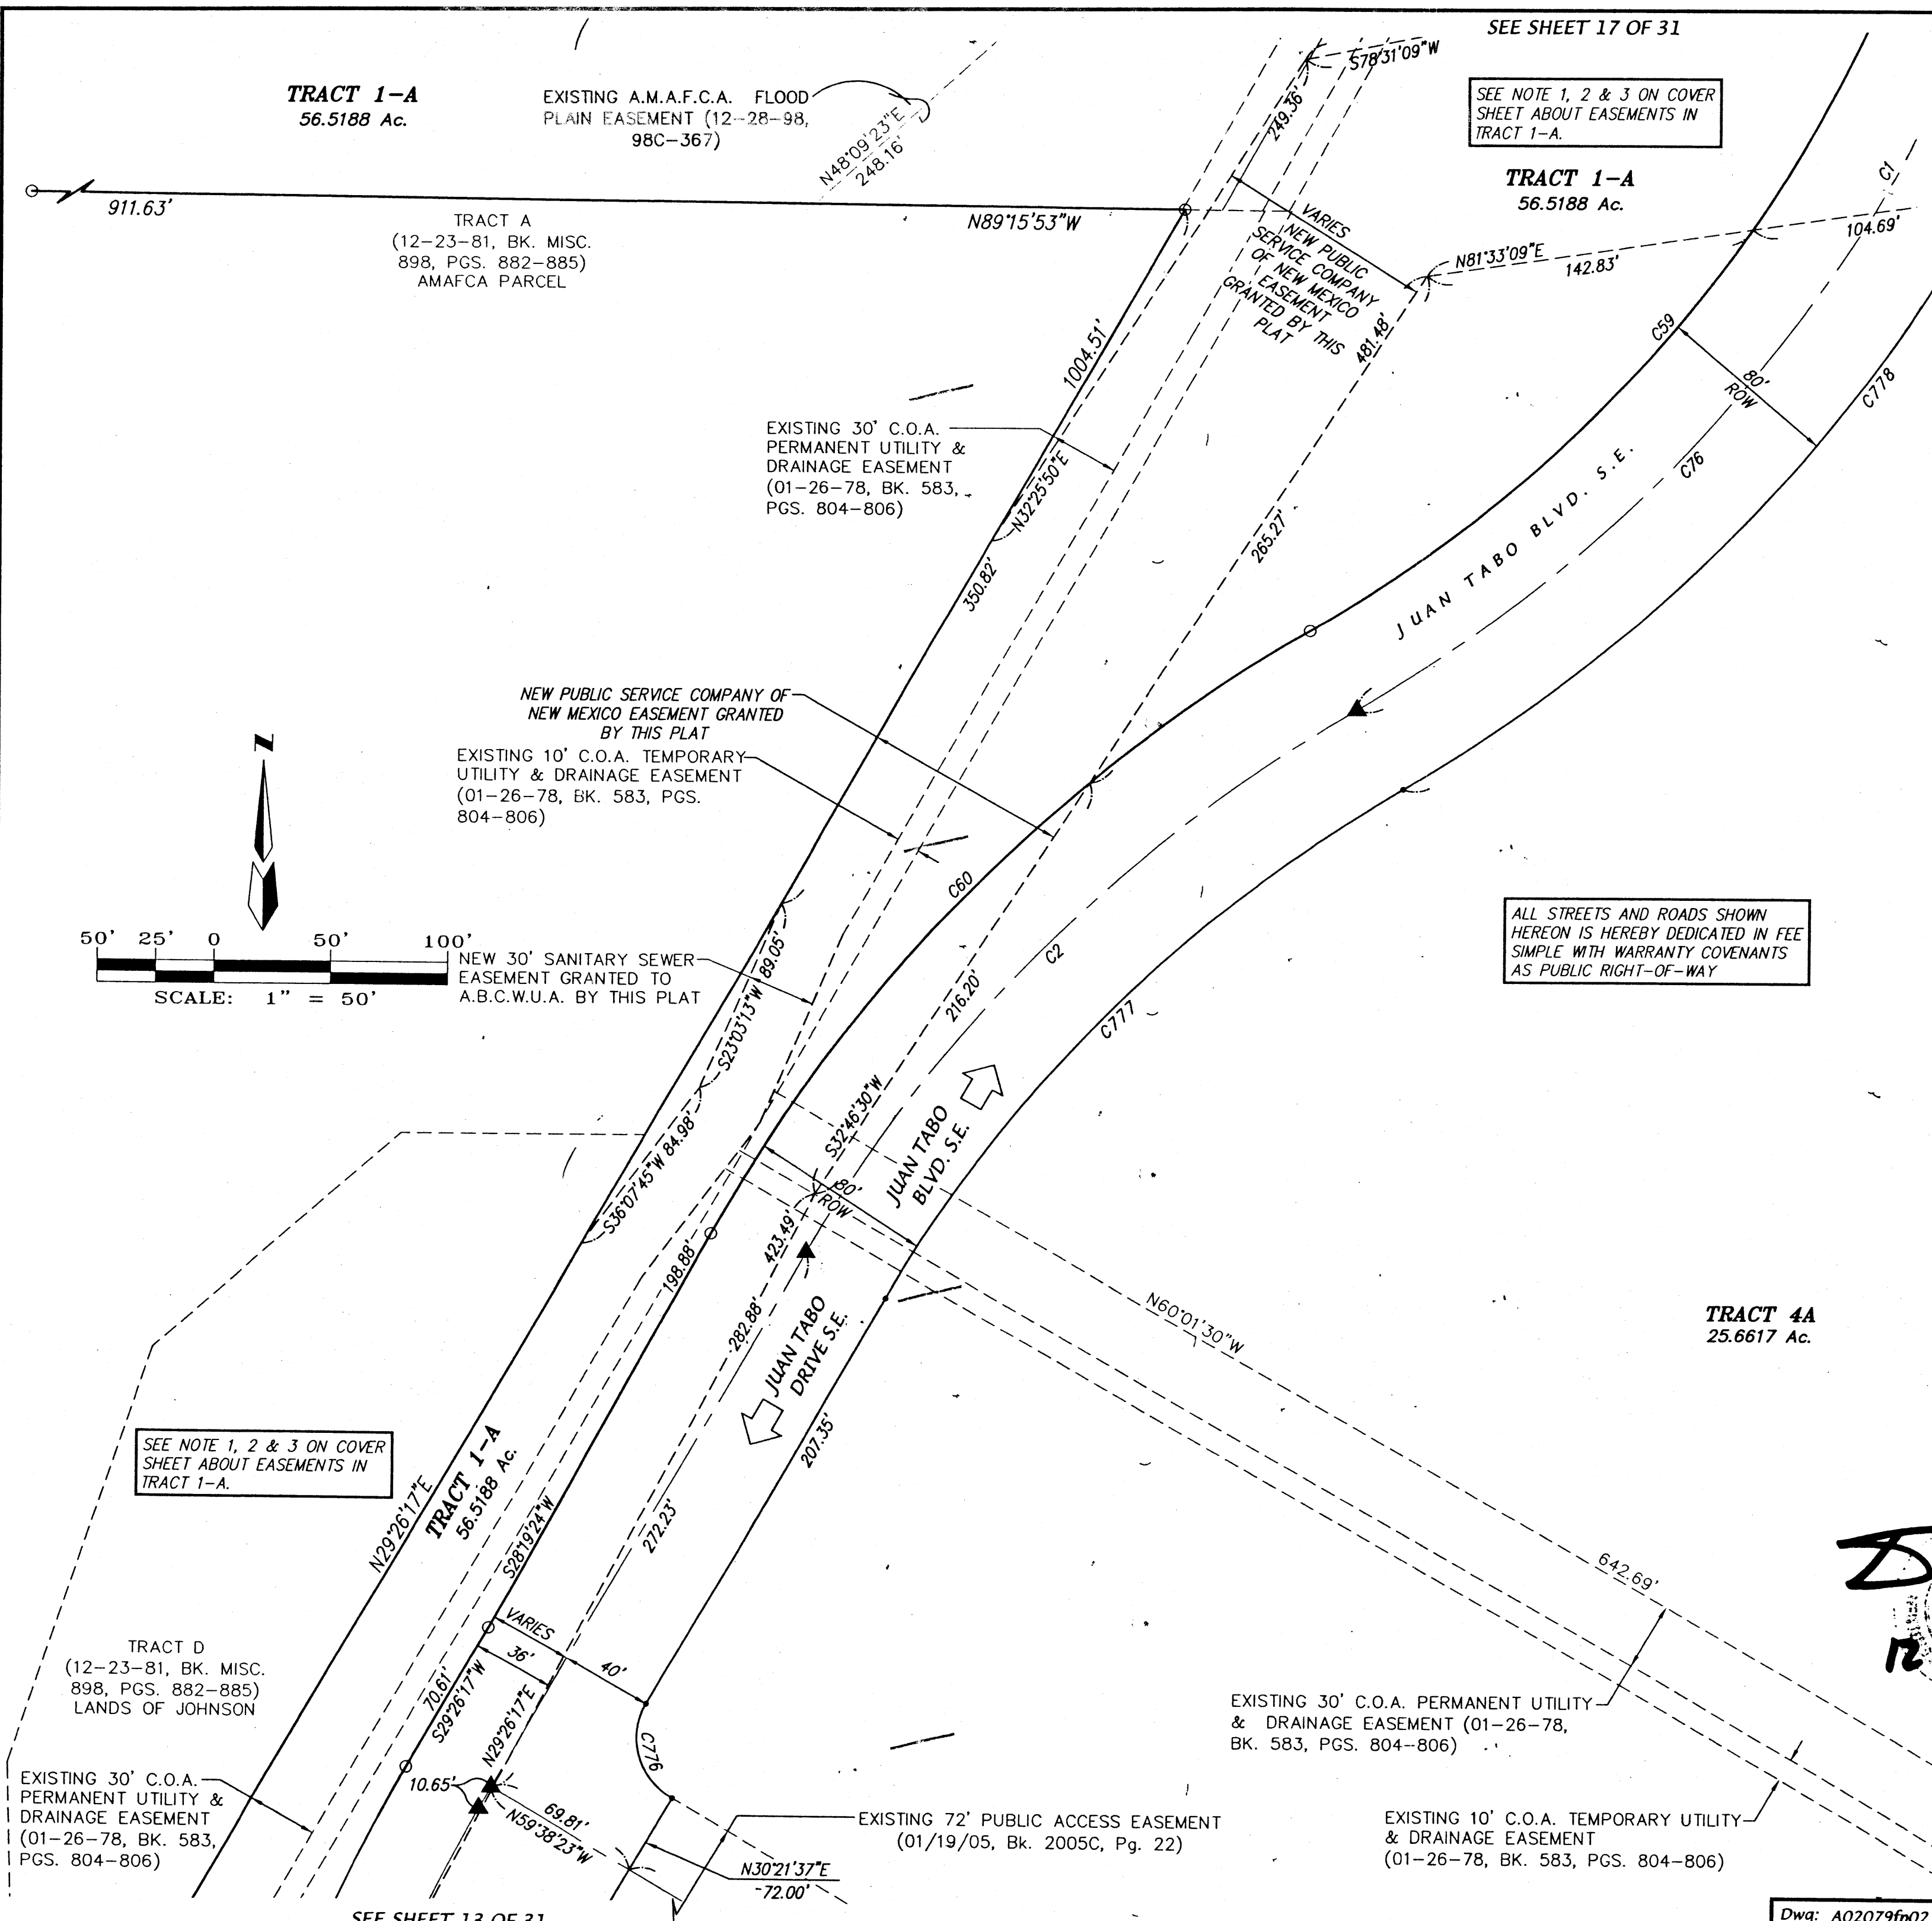 SEE SHEET 17 OF 31
TRACT 1-A
56.5188 Ac.
EXISTING A.M.A.F.C.A. FLOOD
PLAIN EASEMENT (12-28-98,
98C-367)
N48°09'23"E
248.16'
S78°31'09"W
249.36'
SEE NOTE 1, 2 & 3 ON COVER
SHEET ABOUT EASEMENTS IN
TRACT 1-A.
TRACT 1-A
56.5188 Ac.
C1
911.63'
N89°15'53"W
TRACT A
(12-23-81, BK. MISC.
898, PGS. 882-885)
AMAFCA PARCEL
VARIES
NEW PUBLIC
SERVICE COMPANY
OF NEW MEXICO
EASEMENT
GRANTED BY THIS
PLAT
N81°33'09"E
142.83'
104.69'
481.48'
1004.51'
C59
80'
ROW
C778
C76
EXISTING 30' C.O.A.
PERMANENT UTILITY &
DRAINAGE EASEMENT
(01-26-78, BK. 583,
PGS. 804-806)
N32°25'50"E
265.27'
350.82'
JUAN TABO BLVD. S.E.
NEW PUBLIC SERVICE COMPANY OF
NEW MEXICO EASEMENT GRANTED
BY THIS PLAT
EXISTING 10' C.O.A. TEMPORARY
UTILITY & DRAINAGE EASEMENT
(01-26-78, BK. 583, PGS.
804-806)
N
50' 25' 0 50' 100'
SCALE: 1" = 50'
NEW 30' SANITARY SEWER
EASEMENT GRANTED TO
A.B.C.W.U.A. BY THIS PLAT
C60
C2
C777
216.20'
S23°03'13"W 89.05'
ALL STREETS AND ROADS SHOWN
HEREON IS HEREBY DEDICATED IN FEE
SIMPLE WITH WARRANTY COVENANTS
AS PUBLIC RIGHT-OF-WAY
S36°07'45"W 84.98'
S32°46'30"W
JUAN TABO
BLVD. S.E.
80'
ROW
423.49'
198.88'
282.88'
JUAN TABO
DRIVE S.E.
N60°01'30"W
TRACT 4A
25.6617 Ac.
207.35'
SEE NOTE 1, 2 & 3 ON COVER
SHEET ABOUT EASEMENTS IN
TRACT 1-A.
N29°26'17"E
TRACT 1-A
56.5188 Ac.
S28°19'24"W
272.23'
642.69'
TRACT D
(12-23-81, BK. MISC.
898, PGS. 882-885)
LANDS OF JOHNSON
VARIES
36'
40'
70.61'
S29°26'17"W
N29°26'17"E
C776
EXISTING 30' C.O.A. PERMANENT UTILITY
& DRAINAGE EASEMENT (01-26-78,
BK. 583, PGS. 804-806)
EXISTING 30' C.O.A.
PERMANENT UTILITY &
DRAINAGE EASEMENT
(01-26-78, BK. 583,
PGS. 804-806)
10.65'
69.81'
N59°38'23"W
EXISTING 72' PUBLIC ACCESS EASEMENT
(01/19/05, Bk. 2005C, Pg. 22)
N30°21'37"E
72.00'
EXISTING 10' C.O.A. TEMPORARY UTILITY
& DRAINAGE EASEMENT
(01-26-78, BK. 583, PGS. 804-806)
SEE SHEET 13 OF 31
Dwg: A02079fp02